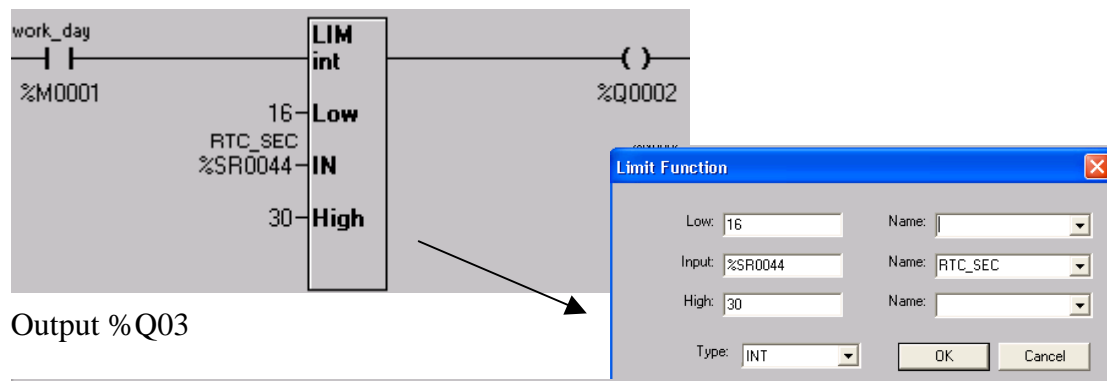 work_day
LIM
int
%M0001
%Q0002
16 Low
RTC_SEC
%SR0044 IN
30 High
Limit Function
Low: 16 Name:
Input: %SR0044 Name: RTC_SEC
High: 30 Name:
Type: INT OK Cancel
Output %Q03